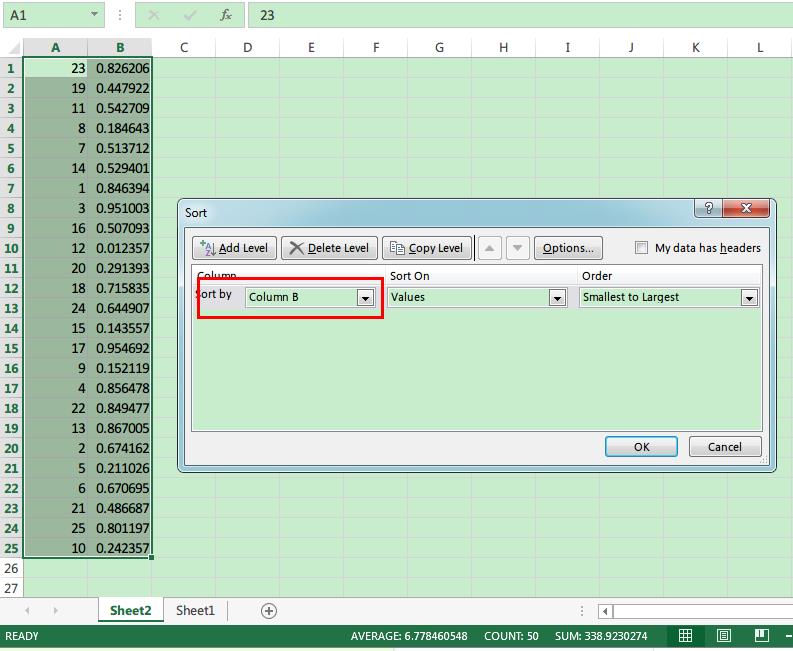 A1 fx 23
A B C D E F G H I J K L
1 23 0.826206
2 19 0.447922
3 11 0.542709
4 8 0.184643
5 7 0.513712
6 14 0.529401
7 1 0.846394
8 3 0.951003
9 16 0.507093
10 12 0.012357
11 20 0.291393
12 18 0.715835
13 24 0.644907
14 15 0.143557
15 17 0.954692
16 9 0.152119
17 4 0.856478
18 22 0.849477
19 13 0.867005
20 2 0.674162
21 5 0.211026
22 6 0.670695
23 21 0.486687
24 25 0.801197
25 10 0.242357
26
27
Sort ?
Add Level Delete Level Copy Level Options... My data has headers
Column Sort On Order
Sort by Column B Values Smallest to Largest
OK Cancel
Sheet2 Sheet1
READY AVERAGE: 6.778460548 COUNT: 50 SUM: 338.9230274